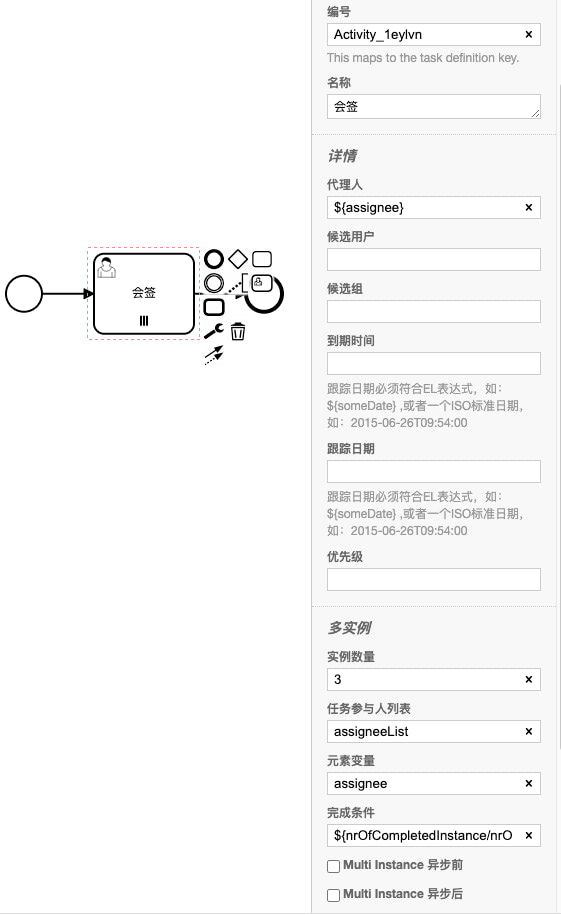 编号
Activity_1eylvn
This maps to the task definition key.
名称
会签
会签
详情
代理人
${assignee}
候选用户
候选组
到期时间
跟踪日期必须符合EL表达式，如：
${someDate} ,或者一个ISO标准日期，
如：2015-06-26T09:54:00
跟踪日期
跟踪日期必须符合EL表达式，如：
${someDate} ,或者一个ISO标准日期，
如：2015-06-26T09:54:00
优先级
多实例
实例数量
3
任务参与人列表
assigneeList
元素变量
assignee
完成条件
${nrOfCompletedInstance/nrO
Multi Instance 异步前
Multi Instance 异步后